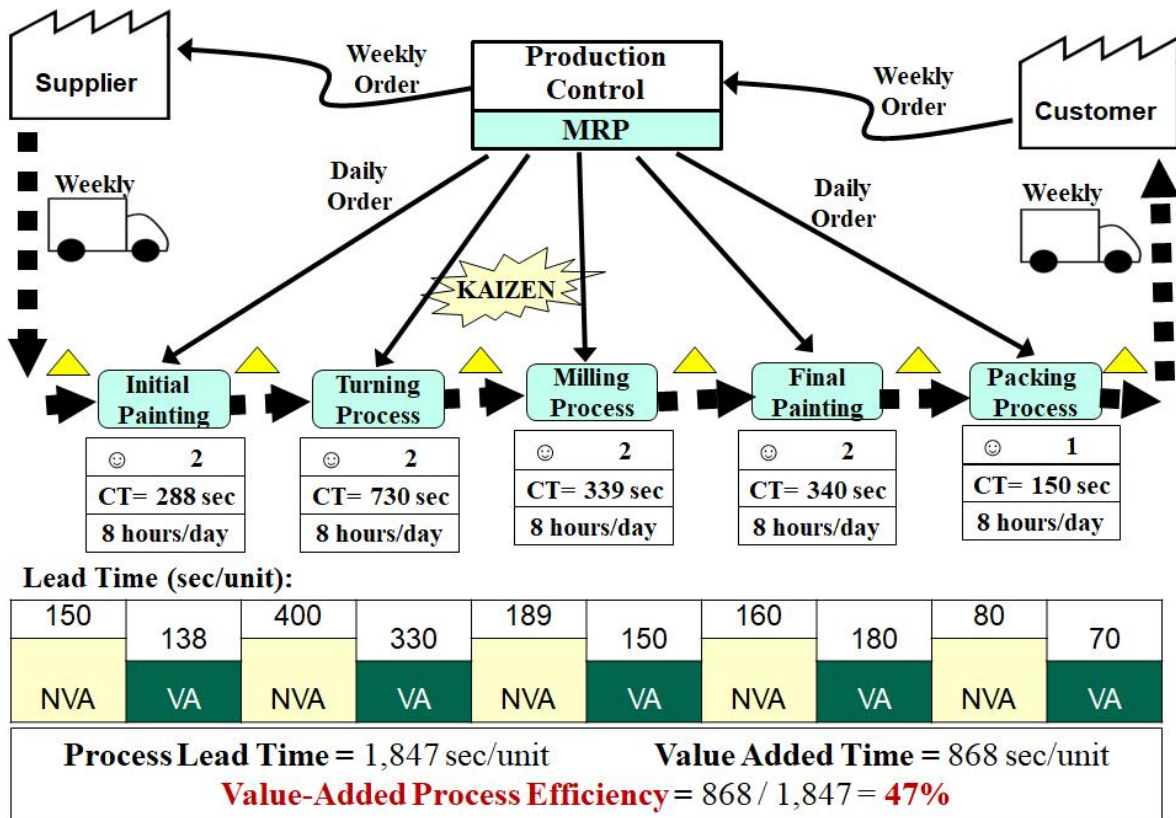 Supplier
Weekly
Order
Production
Control
MRP
Weekly
Order
Customer
Weekly
Daily
Order
KAIZEN
Daily
Order
Weekly
Initial
Painting
Turning
Process
Milling
Process
Final
Painting
Packing
Process
☺ 2
CT= 288 sec
8 hours/day
☺ 2
CT= 730 sec
8 hours/day
☺ 2
CT= 339 sec
8 hours/day
☺ 2
CT= 340 sec
8 hours/day
☺ 1
CT= 150 sec
8 hours/day
Lead Time (sec/unit):
150 138 400 330 189 150 160 180 80 70
NVA VA NVA VA NVA VA NVA VA NVA VA
Process Lead Time = 1,847 sec/unit Value Added Time = 868 sec/unit
Value-Added Process Efficiency = 868 / 1,847 = 47%